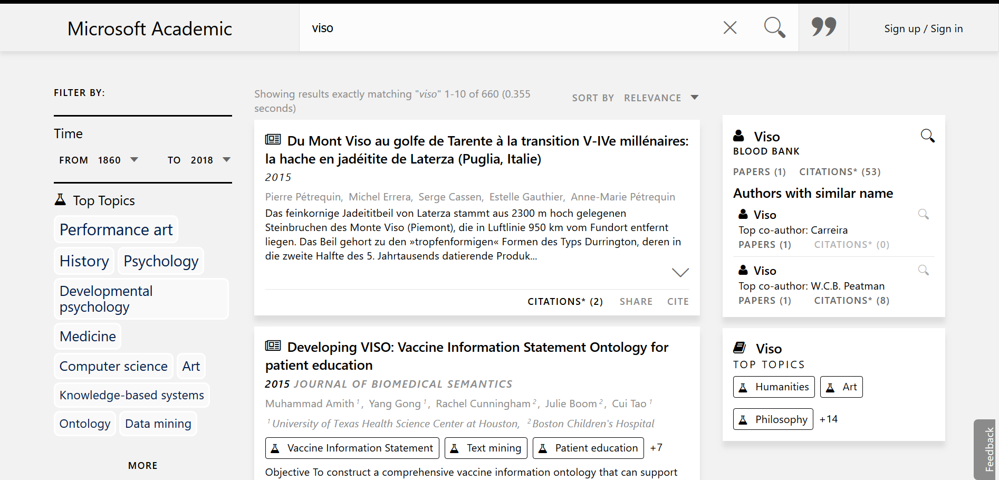 Microsoft Academic
viso
Sign up / Sign in
FILTER BY:
Time
FROM 1860 TO 2018
Top Topics
Performance art
History Psychology
Developmental
psychology
Medicine
Computer science Art
Knowledge-based systems
Ontology Data mining
MORE
Showing results exactly matching "viso" 1-10 of 660 (0.355
seconds)
SORT BY RELEVANCE
Du Mont Viso au golfe de Tarente à la transition V-IVe millénaires:
la hache en jadéitite de Laterza (Puglia, Italie)
2015
Pierre Pétrequin, Michel Errera, Serge Cassen, Estelle Gauthier, Anne-Marie Pétrequin
Das feinkornige Jadeititbeil von Laterza stammt aus 2300 m hoch gelegenen
Steinbruchen des Monte Viso (Piemont), die in Luftlinie 950 km vom Fundort entfernt
liegen. Das Beil gehort zu den »tropfenformigen« Formen des Typs Durrington, deren in
die zweite Halfte des 5. Jahrtausends datierende Produk...
CITATIONS* (2) SHARE CITE
Developing VISO: Vaccine Information Statement Ontology for
patient education
2015 JOURNAL OF BIOMEDICAL SEMANTICS
Muhammad Amith ¹, Yang Gong ¹, Rachel Cunningham ², Julie Boom ², Cui Tao ¹
¹ University of Texas Health Science Center at Houston, ² Boston Children's Hospital
Vaccine Information Statement Text mining Patient education +7
Objective To construct a comprehensive vaccine information ontology that can support
Viso
BLOOD BANK
PAPERS (1) CITATIONS* (53)
Authors with similar name
Viso
Top co-author: Carreira
PAPERS (1) CITATIONS* (0)
Viso
Top co-author: W.C.B. Peatman
PAPERS (1) CITATIONS* (8)
Viso
TOP TOPICS
Humanities Art
Philosophy +14
Feedback